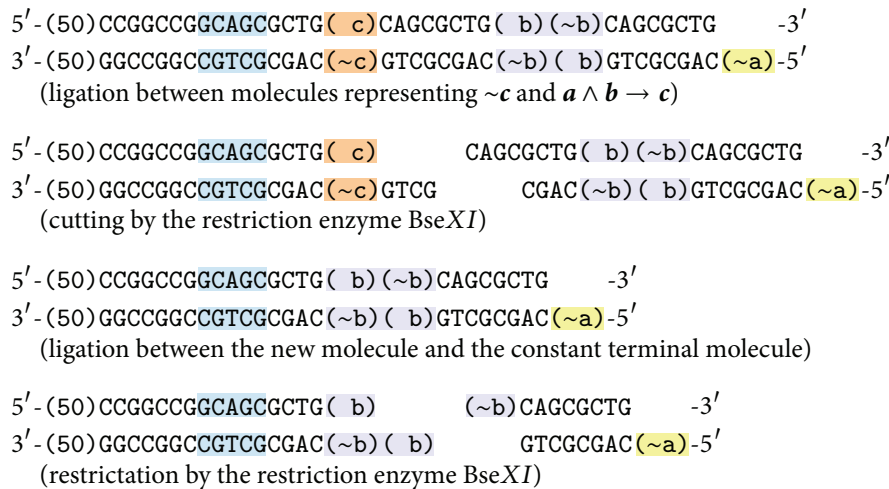 5′-(50)CCGGCCGGCAGCGCTG( c)CAGCGCTG( b)(~b)CAGCGCTG -3′
3′-(50)GGCCGGCCGTCGCGAC(~c)GTCGCGAC(~b)( b)GTCGCGAC(~a)-5′
(ligation between molecules representing ~c and a ∧ b → c)
5′-(50)CCGGCCGGCAGCGCTG( c) CAGCGCTG( b)(~b)CAGCGCTG -3′
3′-(50)GGCCGGCCGTCGCGAC(~c)GTCG CGAC(~b)( b)GTCGCGAC(~a)-5′
(cutting by the restriction enzyme BseXI)
5′-(50)CCGGCCGGCAGCGCTG( b)(~b)CAGCGCTG -3′
3′-(50)GGCCGGCCGTCGCGAC(~b)( b)GTCGCGAC(~a)-5′
(ligation between the new molecule and the constant terminal molecule)
5′-(50)CCGGCCGGCAGCGCTG( b) (~b)CAGCGCTG -3′
3′-(50)GGCCGGCCGTCGCGAC(~b)( b) GTCGCGAC(~a)-5′
(restrictation by the restriction enzyme BseXI)